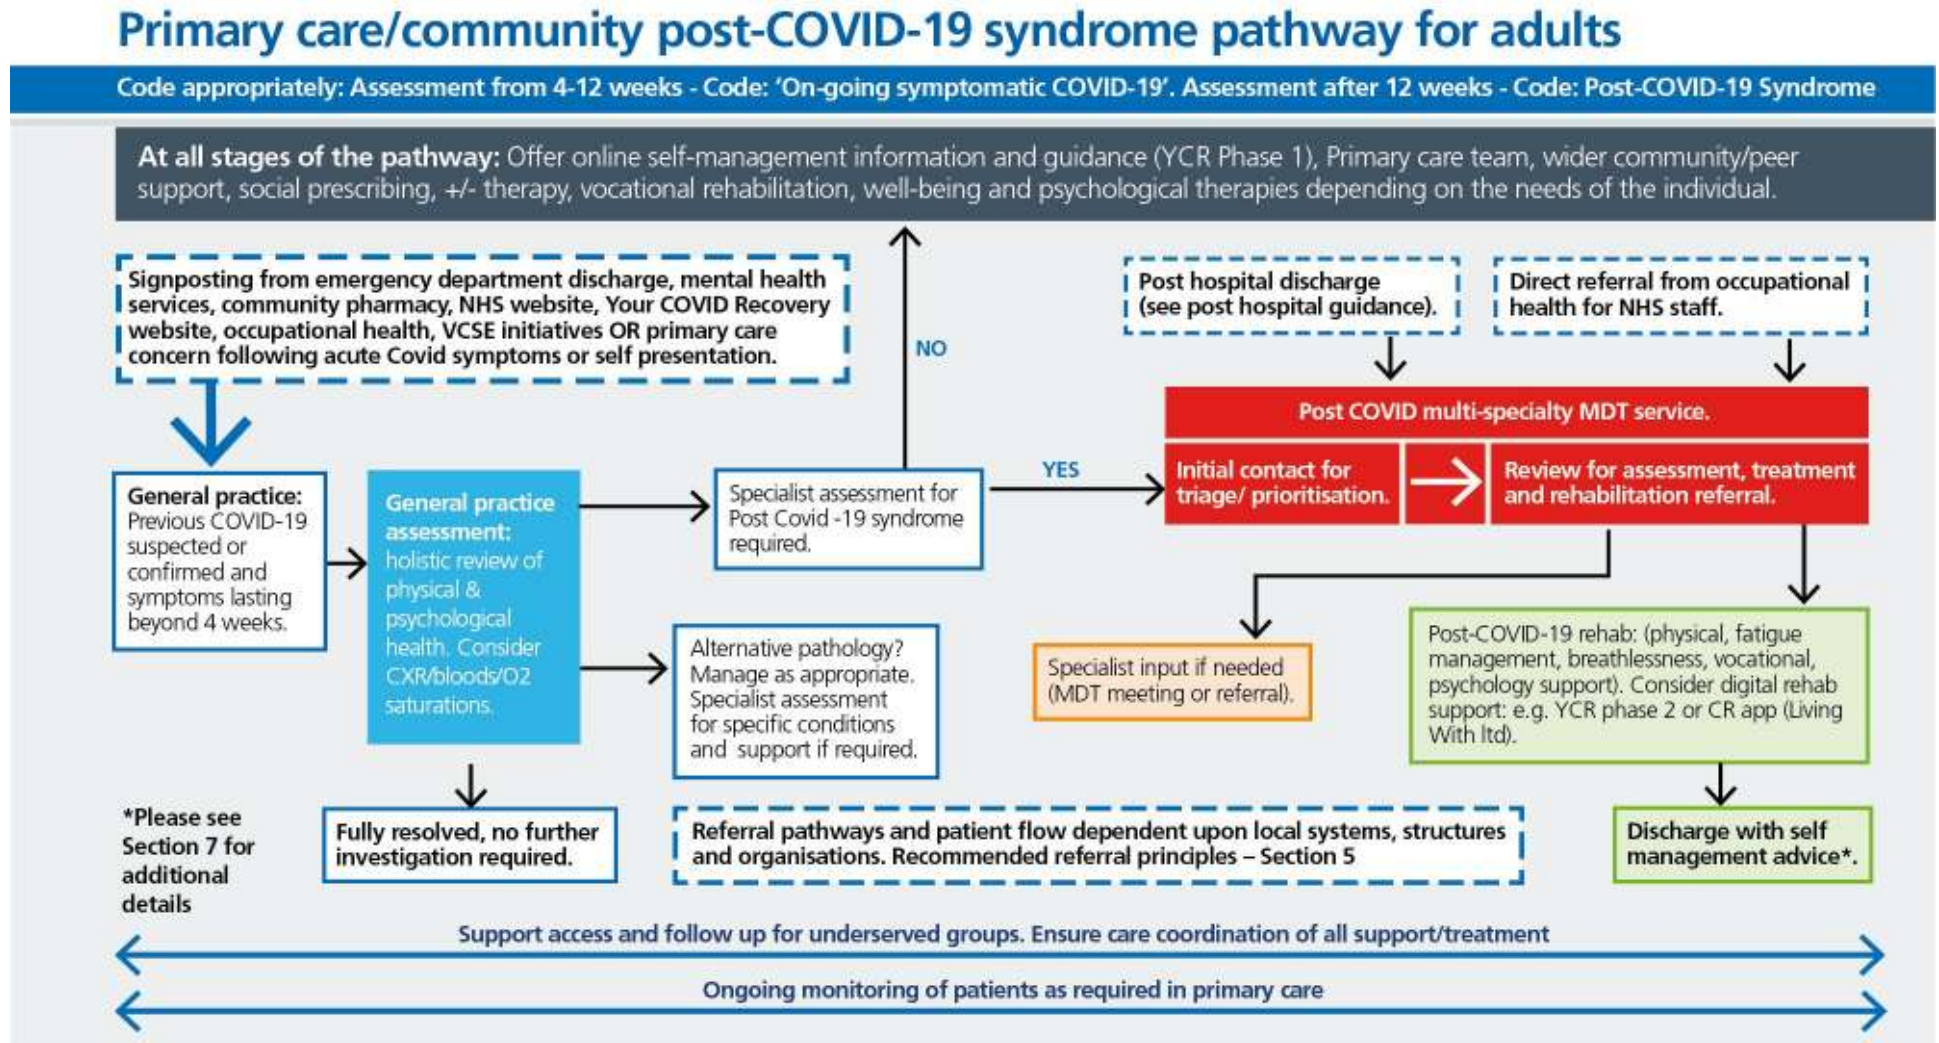 Primary care/community post-COVID-19 syndrome pathway for adults
Code appropriately: Assessment from 4-12 weeks - Code: ‘On-going symptomatic COVID-19’. Assessment after 12 weeks - Code: Post-COVID-19 Syndrome
At all stages of the pathway: Offer online self-management information and guidance (YCR Phase 1), Primary care team, wider community/peer
support, social prescribing, +/- therapy, vocational rehabilitation, well-being and psychological therapies depending on the needs of the individual.
Signposting from emergency department discharge, mental health
services, community pharmacy, NHS website, Your COVID Recovery
website, occupational health, VCSE initiatives OR primary care
concern following acute Covid symptoms or self presentation.
NO
Post hospital discharge
(see post hospital guidance).
Direct referral from occupational
health for NHS staff.
Post COVID multi-specialty MDT service.
Initial contact for
triage/ prioritisation.
Review for assessment, treatment
and rehabilitation referral.
YES
General practice:
Previous COVID-19
suspected or
confirmed and
symptoms lasting
beyond 4 weeks.
General practice
assessment:
holistic review of
physical &
psychological
health. Consider
CXR/bloods/O2
saturations.
Specialist assessment for
Post Covid -19 syndrome
required.
Alternative pathology?
Manage as appropriate.
Specialist assessment
for specific conditions
and support if required.
Specialist input if needed
(MDT meeting or referral).
Post-COVID-19 rehab: (physical, fatigue
management, breathlessness, vocational,
psychology support). Consider digital rehab
support: e.g. YCR phase 2 or CR app (Living
With ltd).
*Please see
Section 7 for
additional
details
Fully resolved, no further
investigation required.
Referral pathways and patient flow dependent upon local systems, structures
and organisations. Recommended referral principles – Section 5
Discharge with self
management advice*.
Support access and follow up for underserved groups. Ensure care coordination of all support/treatment
Ongoing monitoring of patients as required in primary care